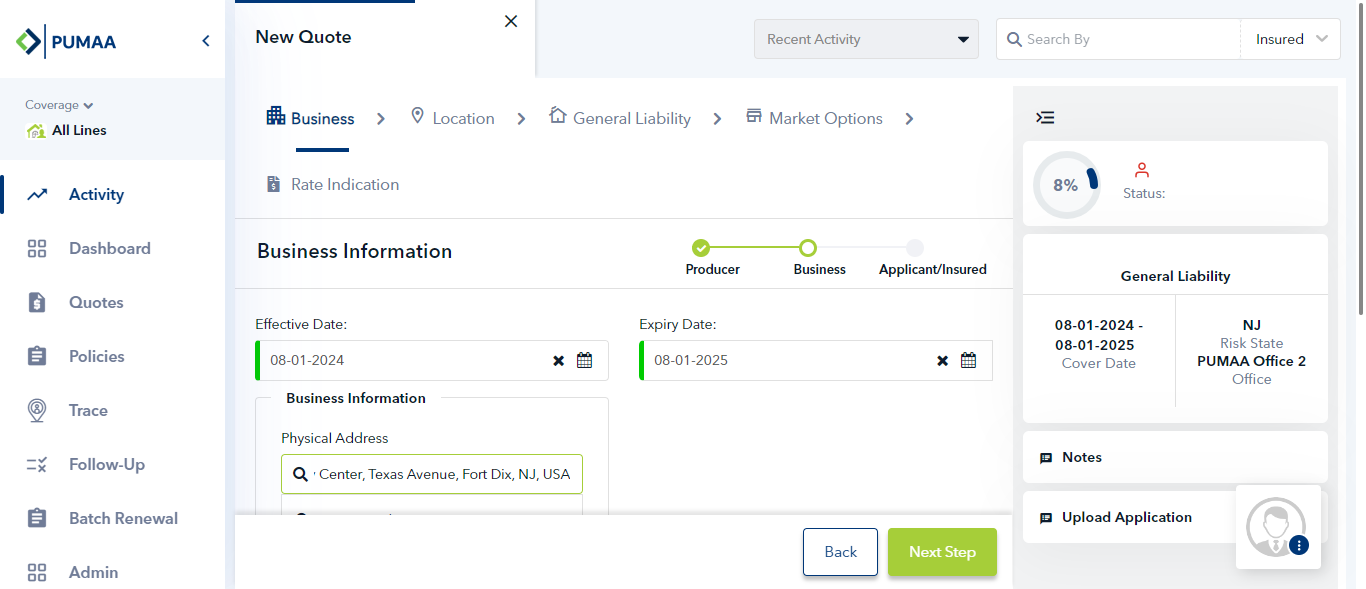 PUMAA
Coverage
All Lines
Activity
Dashboard
Quotes
Policies
Trace
Follow-Up
Batch Renewal
Admin
New Quote
Recent Activity
Search By
Insured
Business
Location
General Liability
Market Options
Rate Indication
Business Information
Producer
Business
Applicant/Insured
Effective Date:
08-01-2024
Expiry Date:
08-01-2025
Business Information
Physical Address
Center, Texas Avenue, Fort Dix, NJ, USA
Back
Next Step
8%
Status:
General Liability
08-01-2024 -
08-01-2025
Cover Date
NJ
Risk State
PUMAA Office 2
Office
Notes
Upload Application